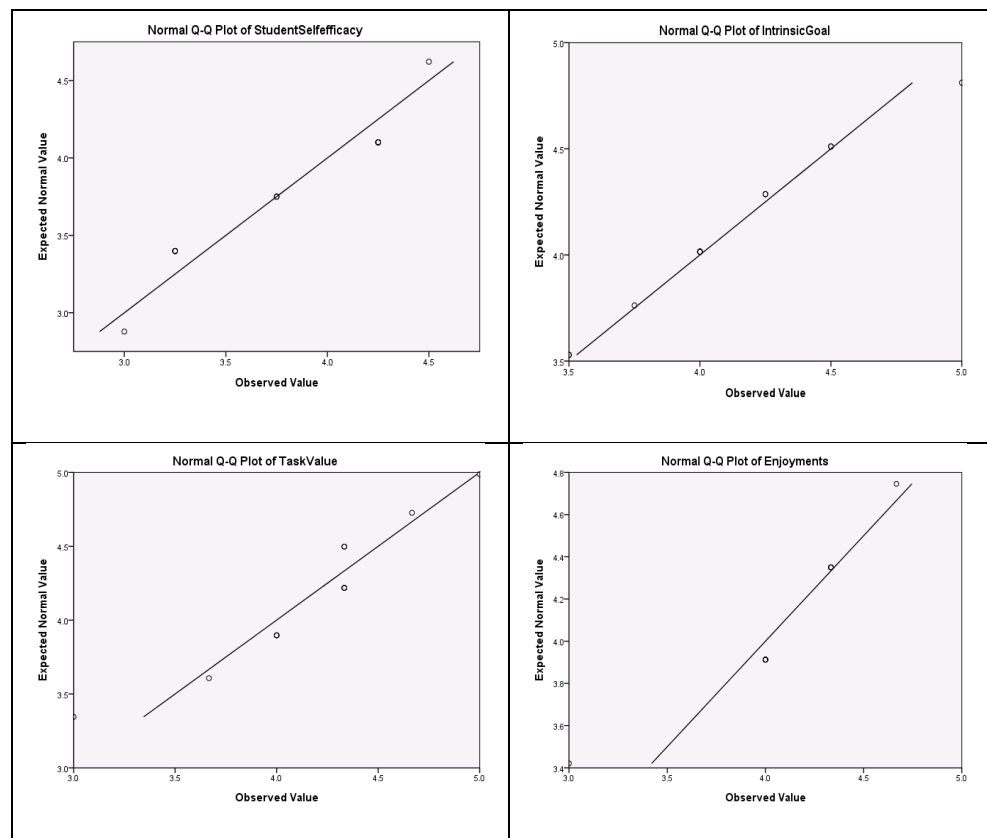 Normal Q-Q Plot of StudentSelfefficacy
Expected Normal Value
4.5
4.0
3.5
3.0
3.0 3.5 4.0 4.5
Observed Value
Normal Q-Q Plot of IntrinsicGoal
Expected Normal Value
5.0
4.5
4.0
3.5
3.5 4.0 4.5 5.0
Observed Value
Normal Q-Q Plot of TaskValue
Expected Normal Value
5.0
4.5
4.0
3.5
3.0
3.0 3.5 4.0 4.5 5.0
Observed Value
Normal Q-Q Plot of Enjoyments
Expected Normal Value
4.8
4.6
4.4
4.2
4.0
3.8
3.6
3.4
3.0 3.5 4.0 4.5 5.0
Observed Value